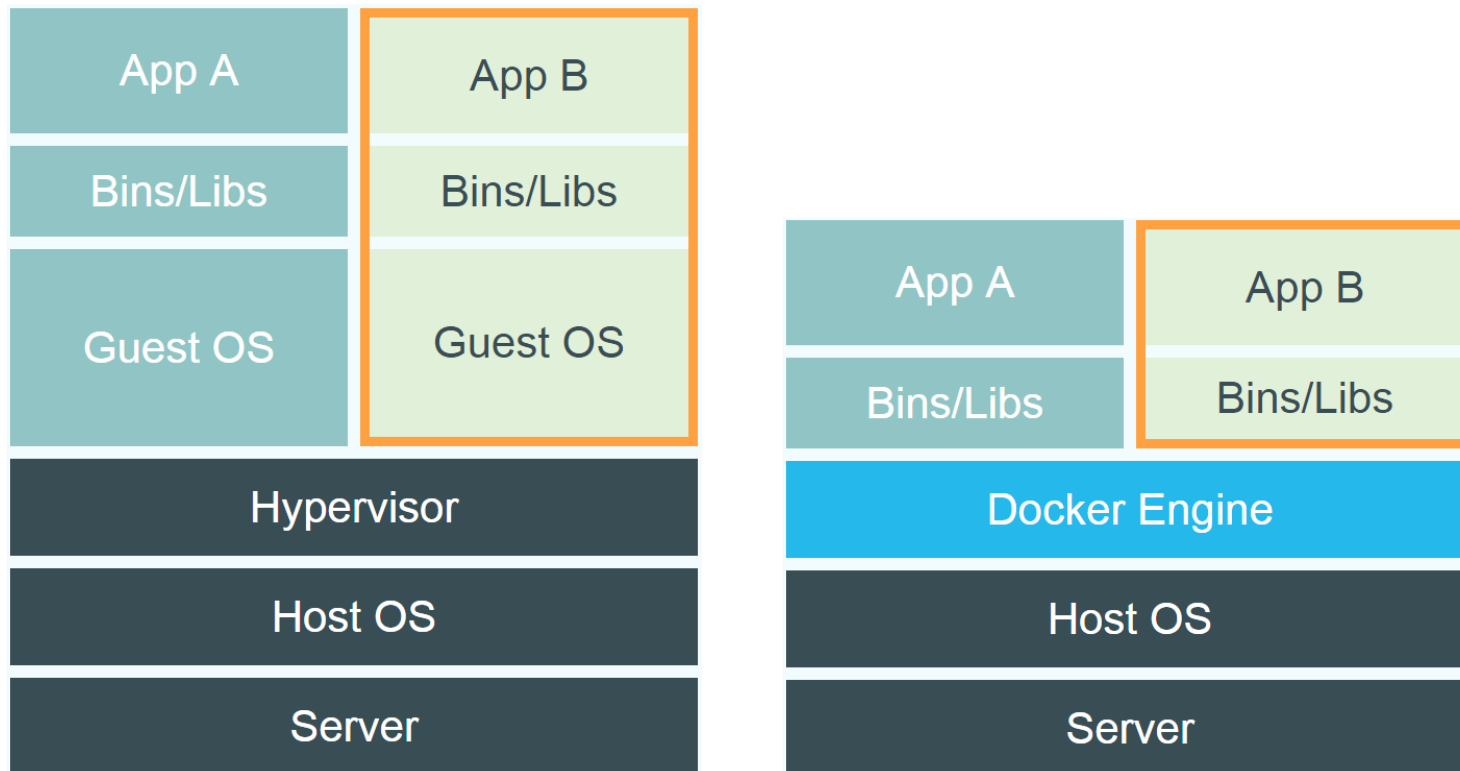 App A
App B
Bins/Libs
Bins/Libs
Guest OS
Guest OS
Hypervisor
Host OS
Server
App A
App B
Bins/Libs
Bins/Libs
Docker Engine
Host OS
Server